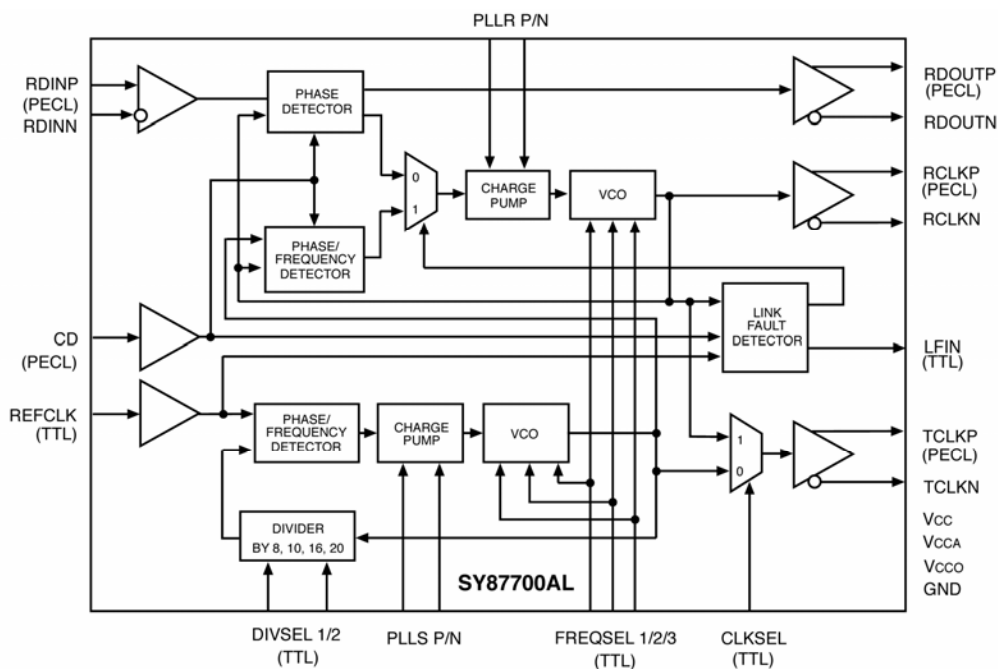 PLLR P/N
RDINP
(PECL)
RDINN
PHASE
DETECTOR
RDOUTP
(PECL)
RDOUTN
0
1
CHARGE
PUMP
VCO
RCLKP
(PECL)
RCLKN
PHASE/
FREQUENCY
DETECTOR
CD
(PECL)
LINK
FAULT
DETECTOR
LFIN
(TTL)
REFCLK
(TTL)
PHASE/
FREQUENCY
DETECTOR
CHARGE
PUMP
VCO
1
0
TCLKP
(PECL)
TCLKN
DIVIDER
BY 8, 10, 16, 20
VCC
VCCA
VCCO
GND
SY87700AL
DIVSEL 1/2
(TTL)
PLLS P/N
FREQSEL 1/2/3
(TTL)
CLKSEL
(TTL)